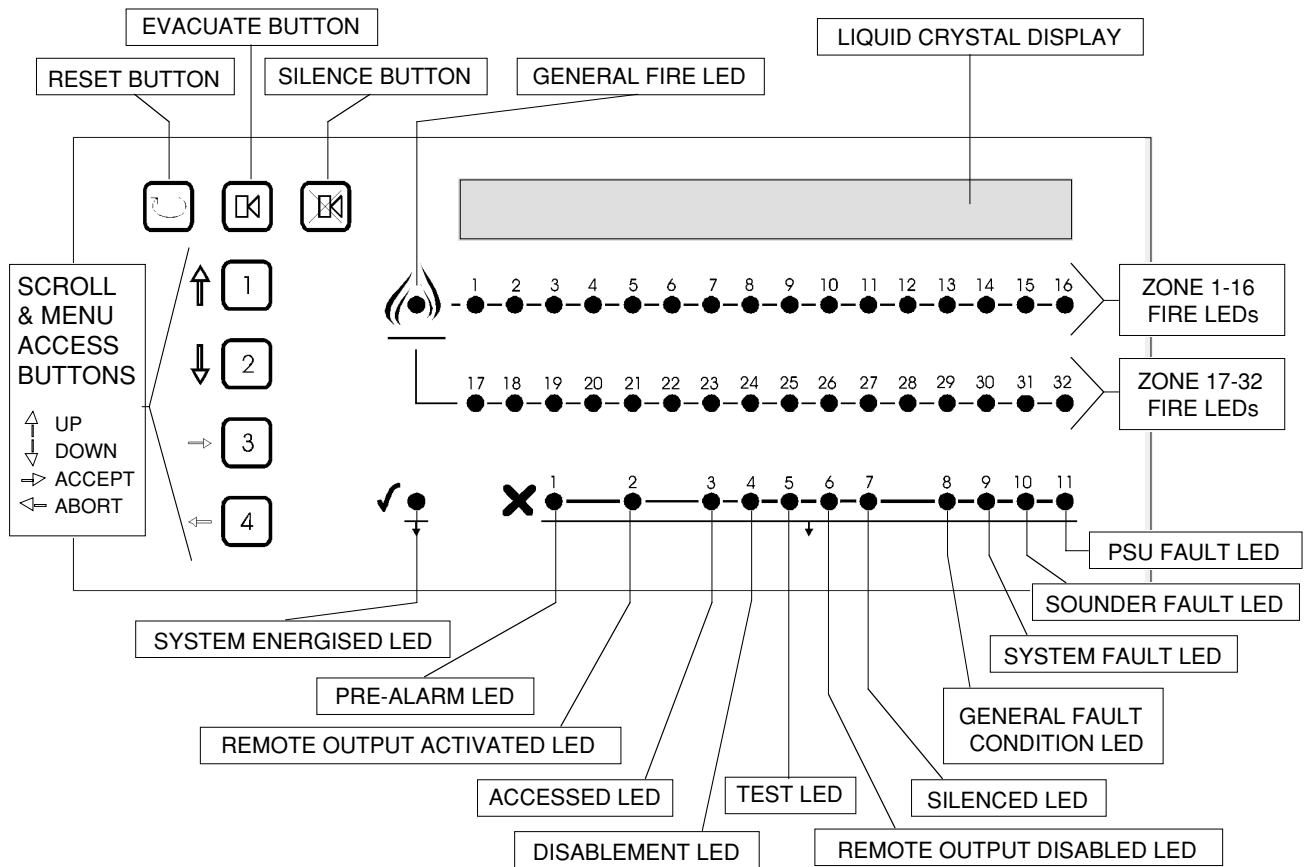 EVACUATE BUTTON
LIQUID CRYSTAL DISPLAY
RESET BUTTON
SILENCE BUTTON
GENERAL FIRE LED
SCROLL
& MENU
ACCESS
BUTTONS
UP
DOWN
ACCEPT
ABORT
1
2
3
4
1 2 3 4 5 6 7 8 9 10 11 12 13 14 15 16
ZONE 1-16
FIRE LEDs
17 18 19 20 21 22 23 24 25 26 27 28 29 30 31 32
ZONE 17-32
FIRE LEDs
1 2 3 4 5 6 7 8 9 10 11
PSU FAULT LED
SOUNDER FAULT LED
SYSTEM ENERGISED LED
SYSTEM FAULT LED
PRE-ALARM LED
GENERAL FAULT
CONDITION LED
REMOTE OUTPUT ACTIVATED LED
ACCESSED LED
TEST LED
SILENCED LED
DISABLEMENT LED
REMOTE OUTPUT DISABLED LED